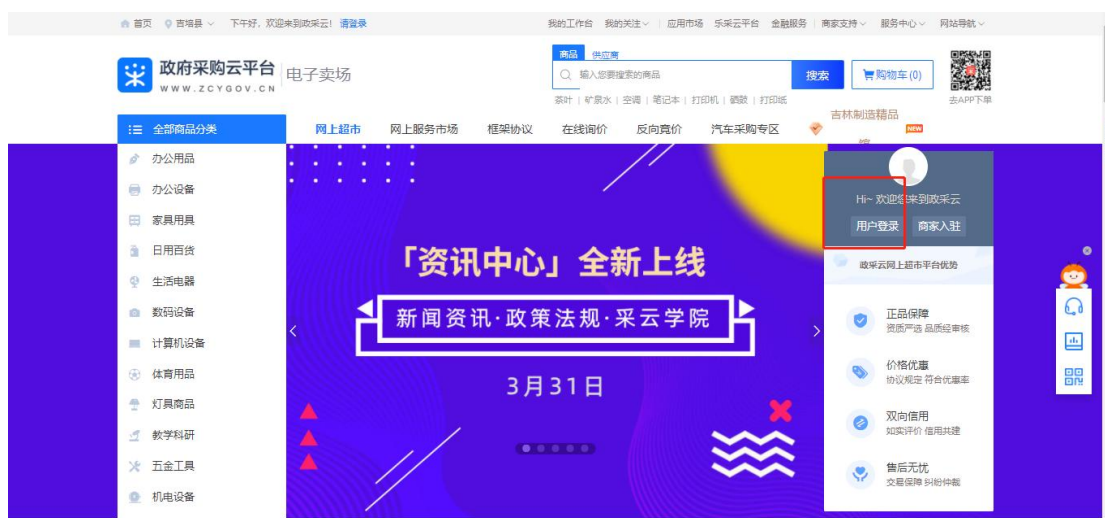 首页 吉培县 下午好，欢迎来到政采云! 请登录 我的工作台 我的关注 应用市场 乐采云平台 金融服务 商家支持 服务中心 网站导航
政府采购云平台 电子卖场
WWW.ZCYGOV.CN
商品 供应商
输入您要搜索的商品 搜索 购物车(0)
茶叶 | 矿泉水 | 空调 | 笔记本 | 打印机 | 硒鼓 | 打印纸 去APP下单
全部商品分类 网上超市 网上服务市场 框架协议 在线询价 反向竞价 汽车采购专区 吉林制造精品
NEW
办公用品
办公设备
家具用具
日用百货
生活电器
数码设备
计算机设备
体育用品
灯具商品
教学科研
五金工具
机电设备
「资讯中心」全新上线
新闻资讯·政策法规·采云学院
3月31日
Hi~ 欢迎您来到政采云
用户登录 商家入驻
政采云网上超市平台优势
正品保障
资质严选 品质经审核
价格优惠
协议规定 符合优惠率
双向信用
如实评价 信用共建
售后无忧
交易保障 纠纷仲裁